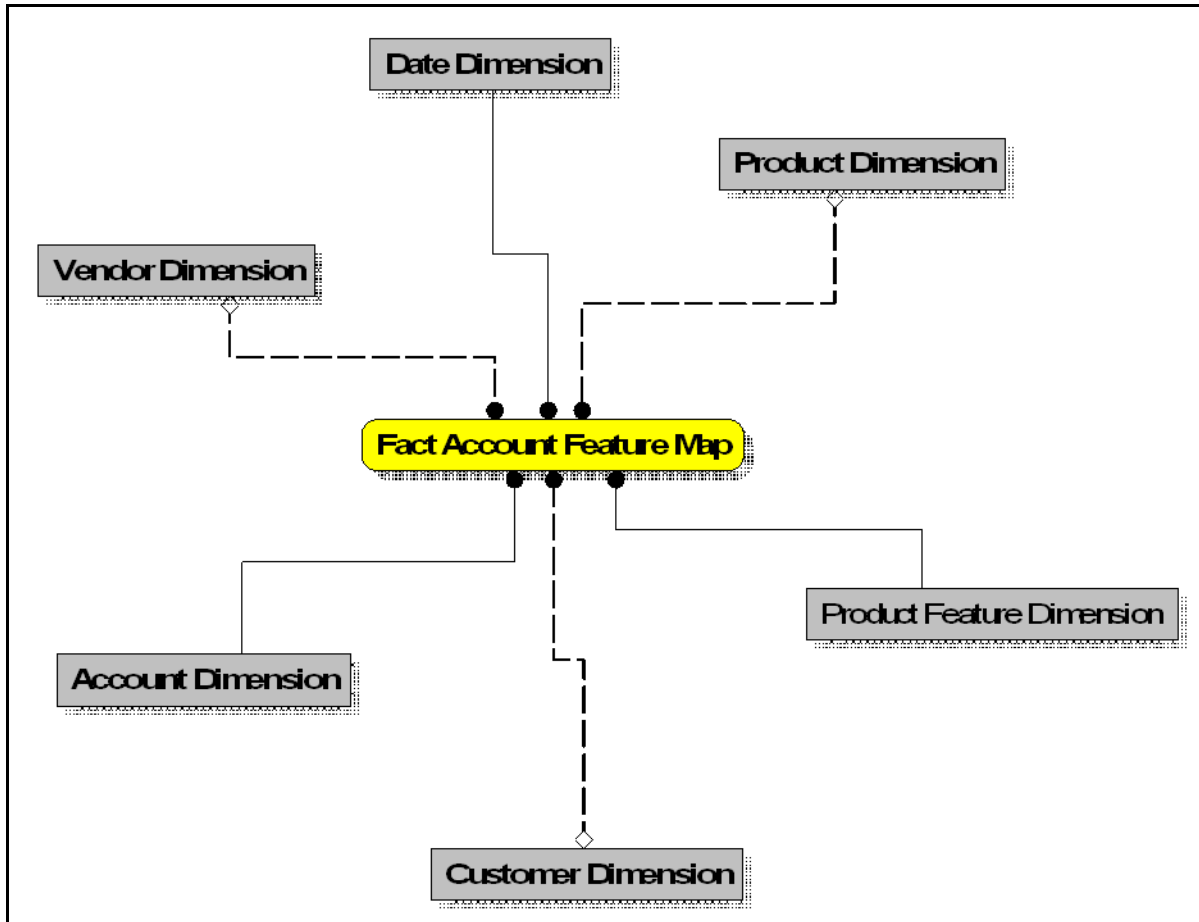 Date Dimension
Product Dimension
Vendor Dimension
Fact Account Feature Map
Product Feature Dimension
Account Dimension
Customer Dimension